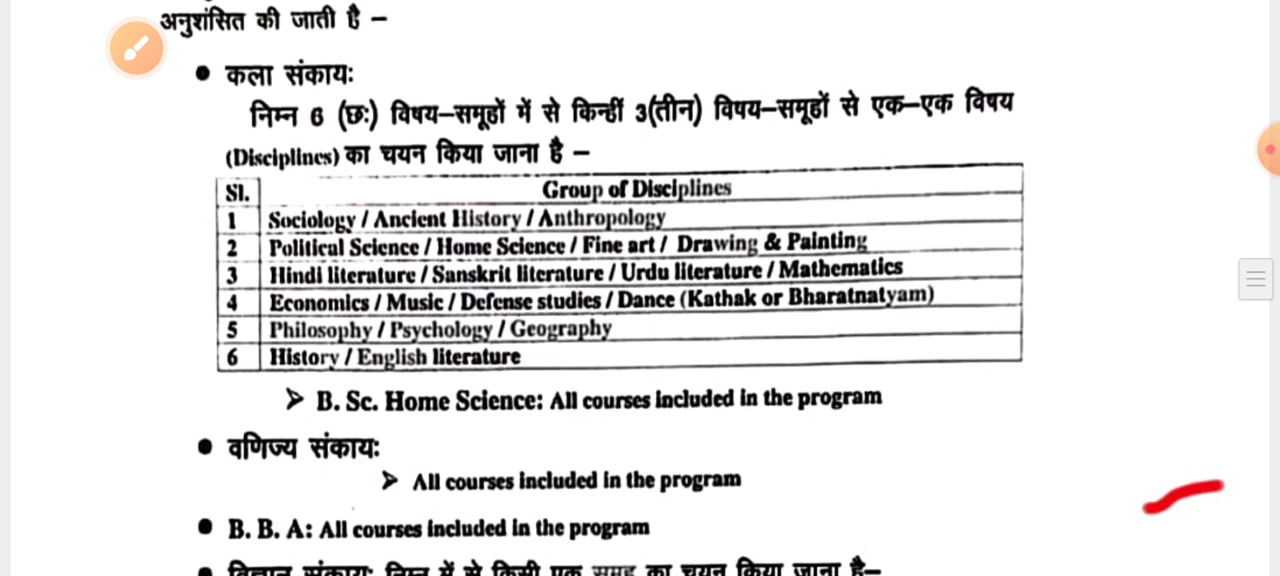 अनुशंसित की जाती है –
● कला संकायः
निम्न 6 (छः) विषय–समूहों में से किन्हीं 3(तीन) विषय–समूहों से एक–एक विषय
(Disciplines) का चयन किया जाना है –
Sl. Group of Disciplines
1 Sociology / Ancient History / Anthropology
2 Political Science / Home Science / Fine art / Drawing & Painting
3 Hindi literature / Sanskrit literature / Urdu literature / Mathematics
4 Economics / Music / Defense studies / Dance (Kathak or Bharatnatyam)
5 Philosophy / Psychology / Geography
6 History / English literature
➢ B. Sc. Home Science: All courses included in the program
● वणिज्य संकायः
➢ All courses included in the program
● B. B. A: All courses included in the program
● विज्ञान संकायः निम्न में से किसी एक समूह का चयन किया जाना है–